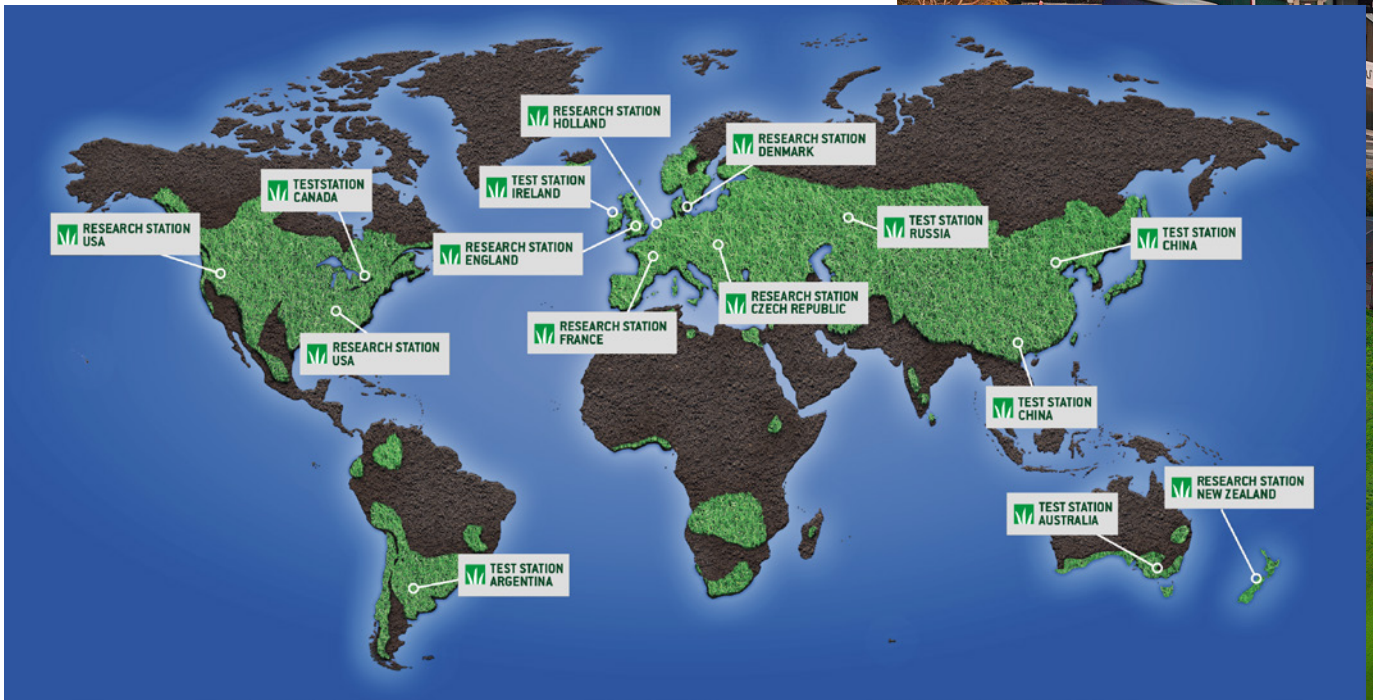 RESEARCH STATION
HOLLAND
RESEARCH STATION
DENMARK
TESTSTATION
CANADA
TEST STATION
IRELAND
RESEARCH STATION
USA
RESEARCH STATION
ENGLAND
TEST STATION
RUSSIA
TEST STATION
CHINA
RESEARCH STATION
CZECH REPUBLIC
RESEARCH STATION
FRANCE
RESEARCH STATION
USA
TEST STATION
CHINA
RESEARCH STATION
NEW ZEALAND
TEST STATION
AUSTRALIA
TEST STATION
ARGENTINA